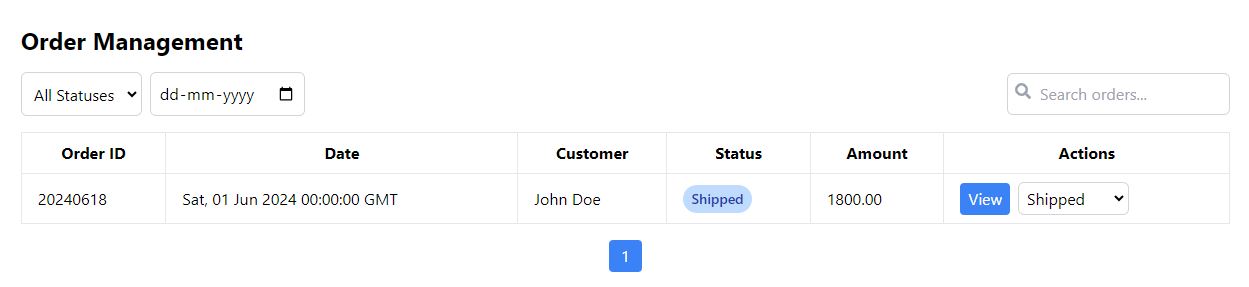 Order Management
All Statuses dd-mm-yyyy Search orders...
Order ID Date Customer Status Amount Actions
20240618 Sat, 01 Jun 2024 00:00:00 GMT John Doe Shipped 1800.00 View Shipped
1